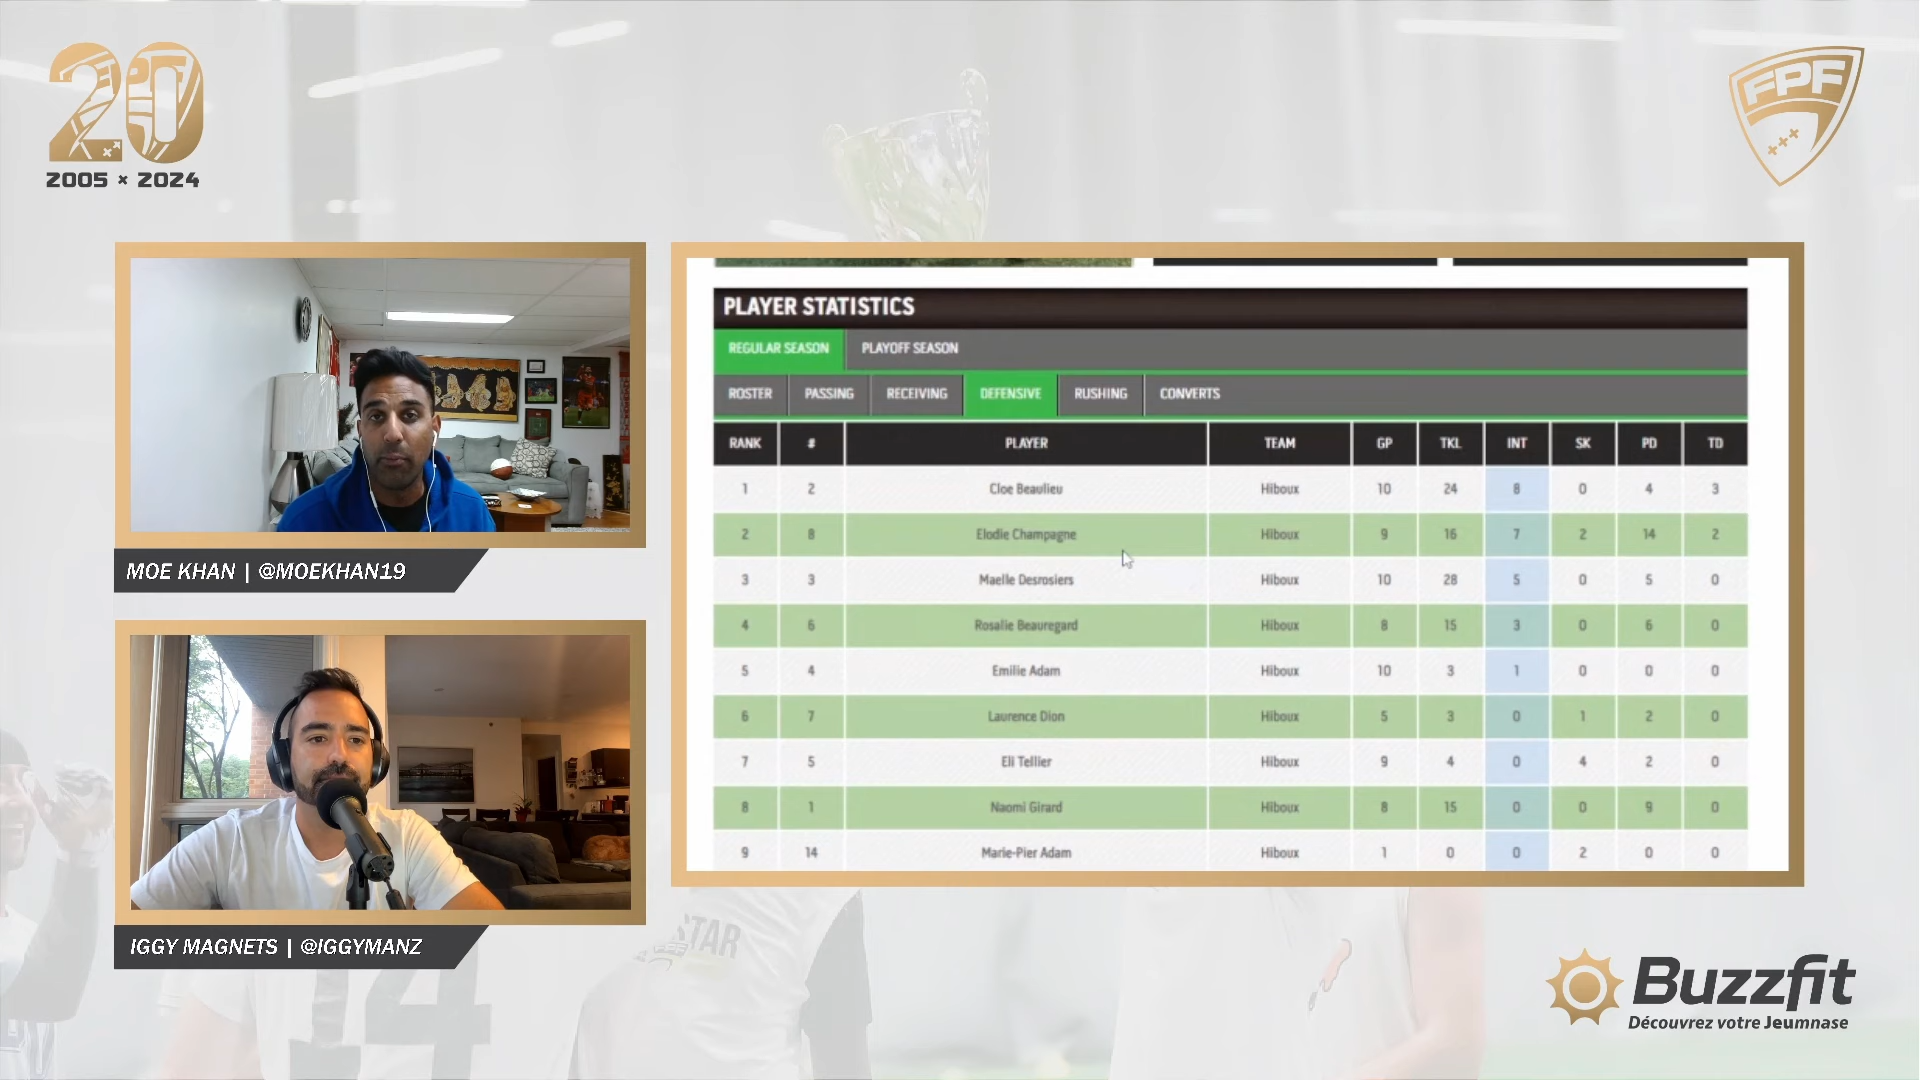 20
2005 × 2024
FPF
PLAYER STATISTICS
REGULAR SEASON PLAYOFF SEASON
ROSTER PASSING RECEIVING DEFENSIVE RUSHING CONVERTS
RANK # PLAYER TEAM GP TKL INT SK PD TD
1 2 Cloe Beaulieu Hiboux 10 24 8 0 4 3
2 8 Elodie Champagne Hiboux 9 16 7 2 14 2
3 3 Maelle Desrosiers Hiboux 10 28 5 0 5 0
4 6 Rosalie Beauregard Hiboux 8 15 3 0 6 0
5 4 Emilie Adam Hiboux 10 3 1 0 0 0
6 7 Laurence Dion Hiboux 5 3 0 1 2 0
7 5 Eli Tellier Hiboux 9 4 0 4 2 0
8 1 Naomi Girard Hiboux 8 15 0 0 9 0
9 14 Marie-Pier Adam Hiboux 1 0 0 2 0 0
MOE KHAN | @MOEKHAN19
IGGY MAGNETS | @IGGYMANZ
STAR
FPF
14
Buzzfit
Découvrez votre Jeumnase